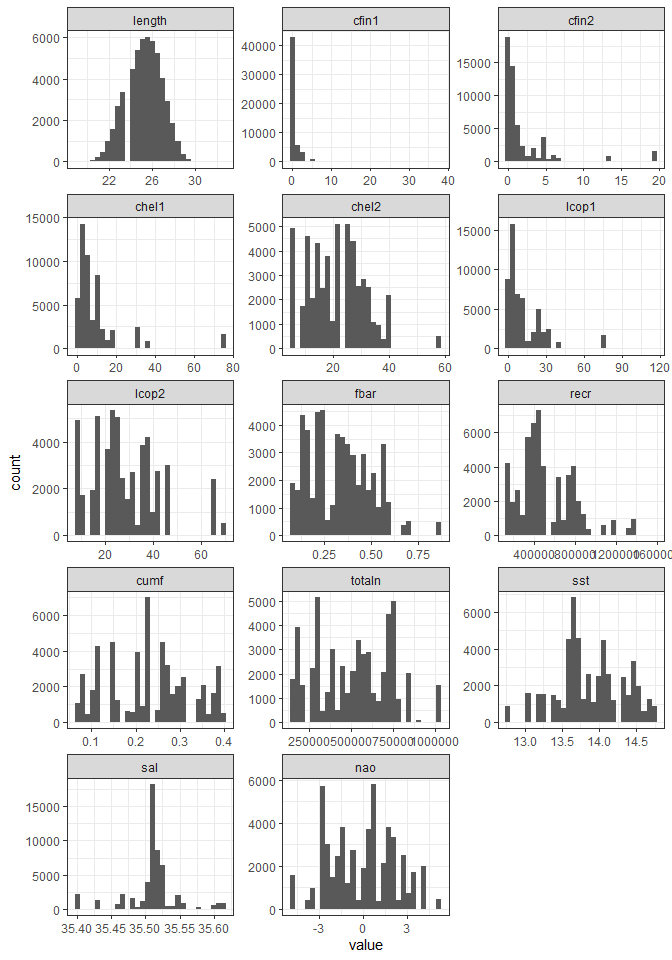 length cfin1 cfin2
6000
4000
2000
0
22 26 30
40000
30000
20000
10000
0
0 10 20 30 40
15000
10000
5000
0
0 5 10 15 20
chel1 chel2 lcop1
15000
10000
5000
0
0 20 40 60 80
5000
4000
3000
2000
1000
0
20 40 60
15000
10000
5000
0
0 30 60 90 120
lcop2 fbar recr
4000
2000
0
20 40 60
4000
3000
2000
1000
0
0.25 0.50 0.75
6000
4000
2000
0
400000 800000 1200000 1600000
cumf totaln sst
6000
4000
2000
0
0.1 0.2 0.3 0.4
5000
4000
3000
2000
1000
0
250000 500000 750000 1000000
6000
4000
2000
0
13.0 13.5 14.0 14.5
sal nao
15000
10000
5000
0
35.40 35.45 35.50 35.55 35.60
6000
4000
2000
0
-3 0 3
count
value